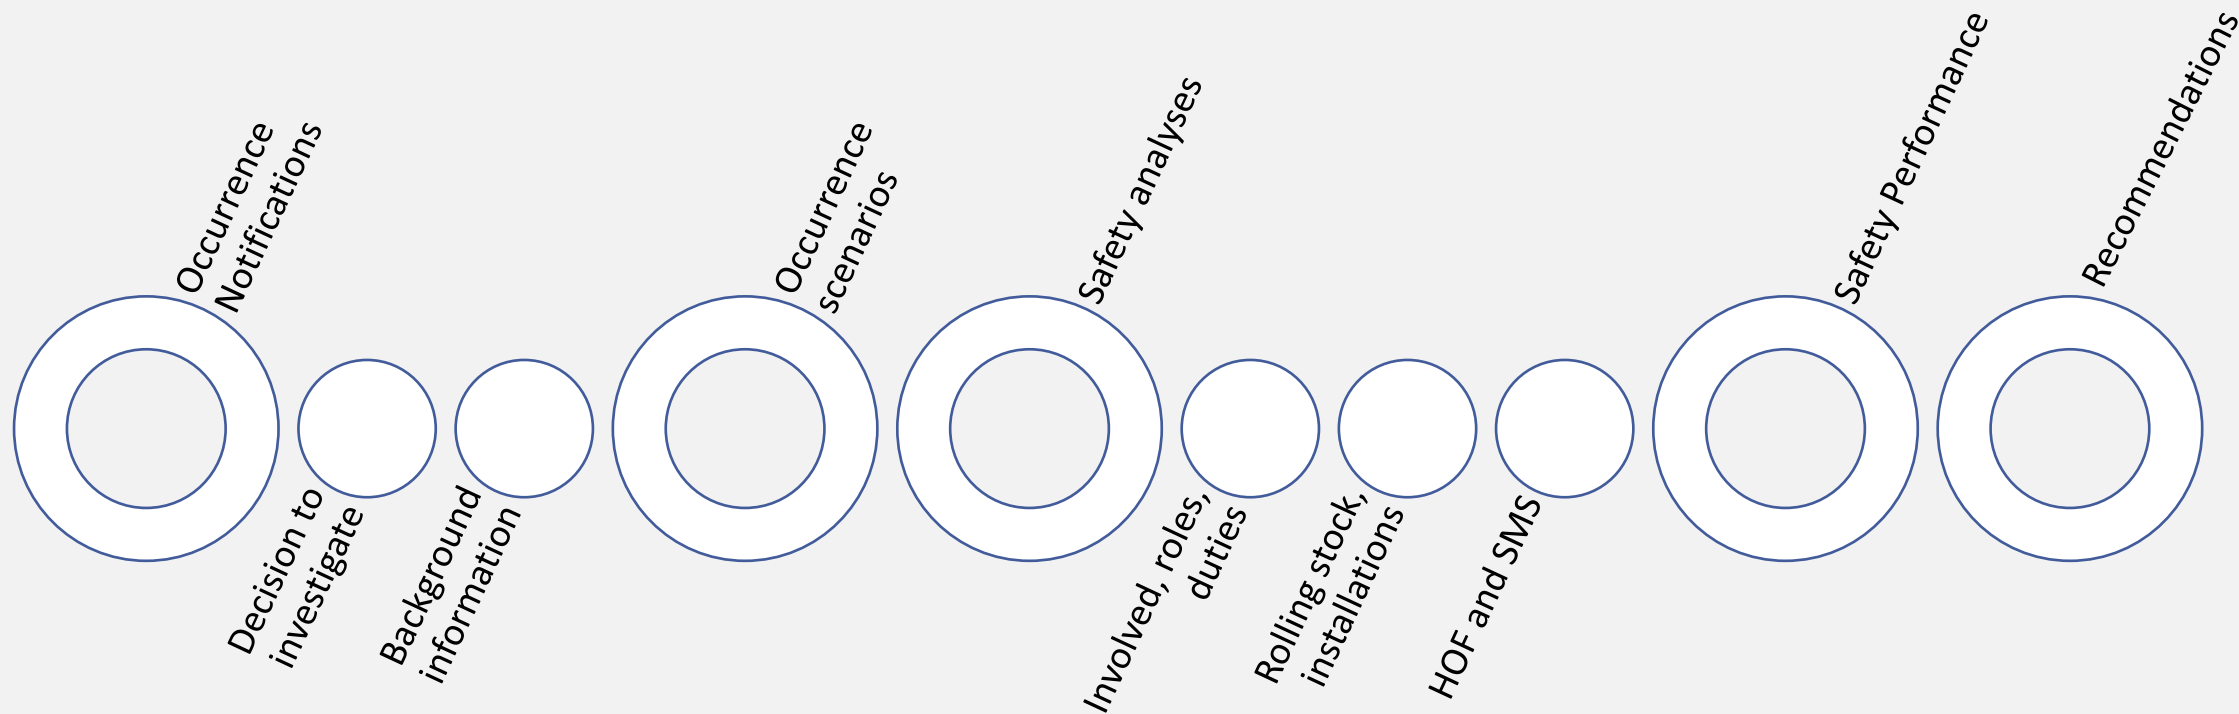 Occurrence
Notifications
Decision to
investigate
Background
information
Occurrence
scenarios
Safety analyses
Involved, roles,
duties
Rolling stock,
installations
HOF and SMS
Safety Performance
Recommendations